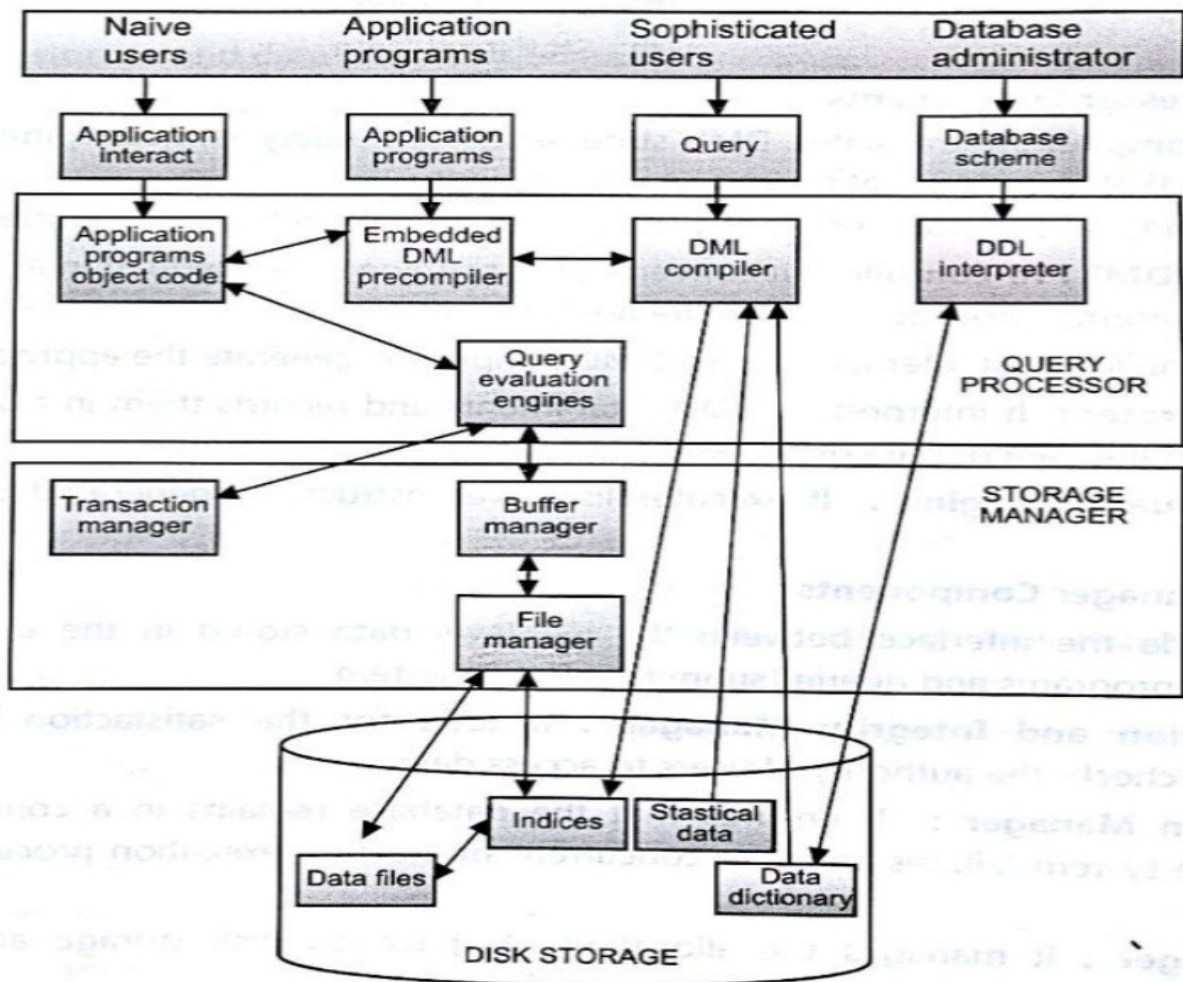 Naive users
Application programs
Sophisticated users
Database administrator
Application interact
Application programs
Query
Database scheme
Application programs object code
Embedded DML precompiler
DML compiler
DDL interpreter
Query evaluation engines
QUERY PROCESSOR
Transaction manager
Buffer manager
STORAGE MANAGER
File manager
Indices
Stastical data
Data files
Data dictionary
DISK STORAGE